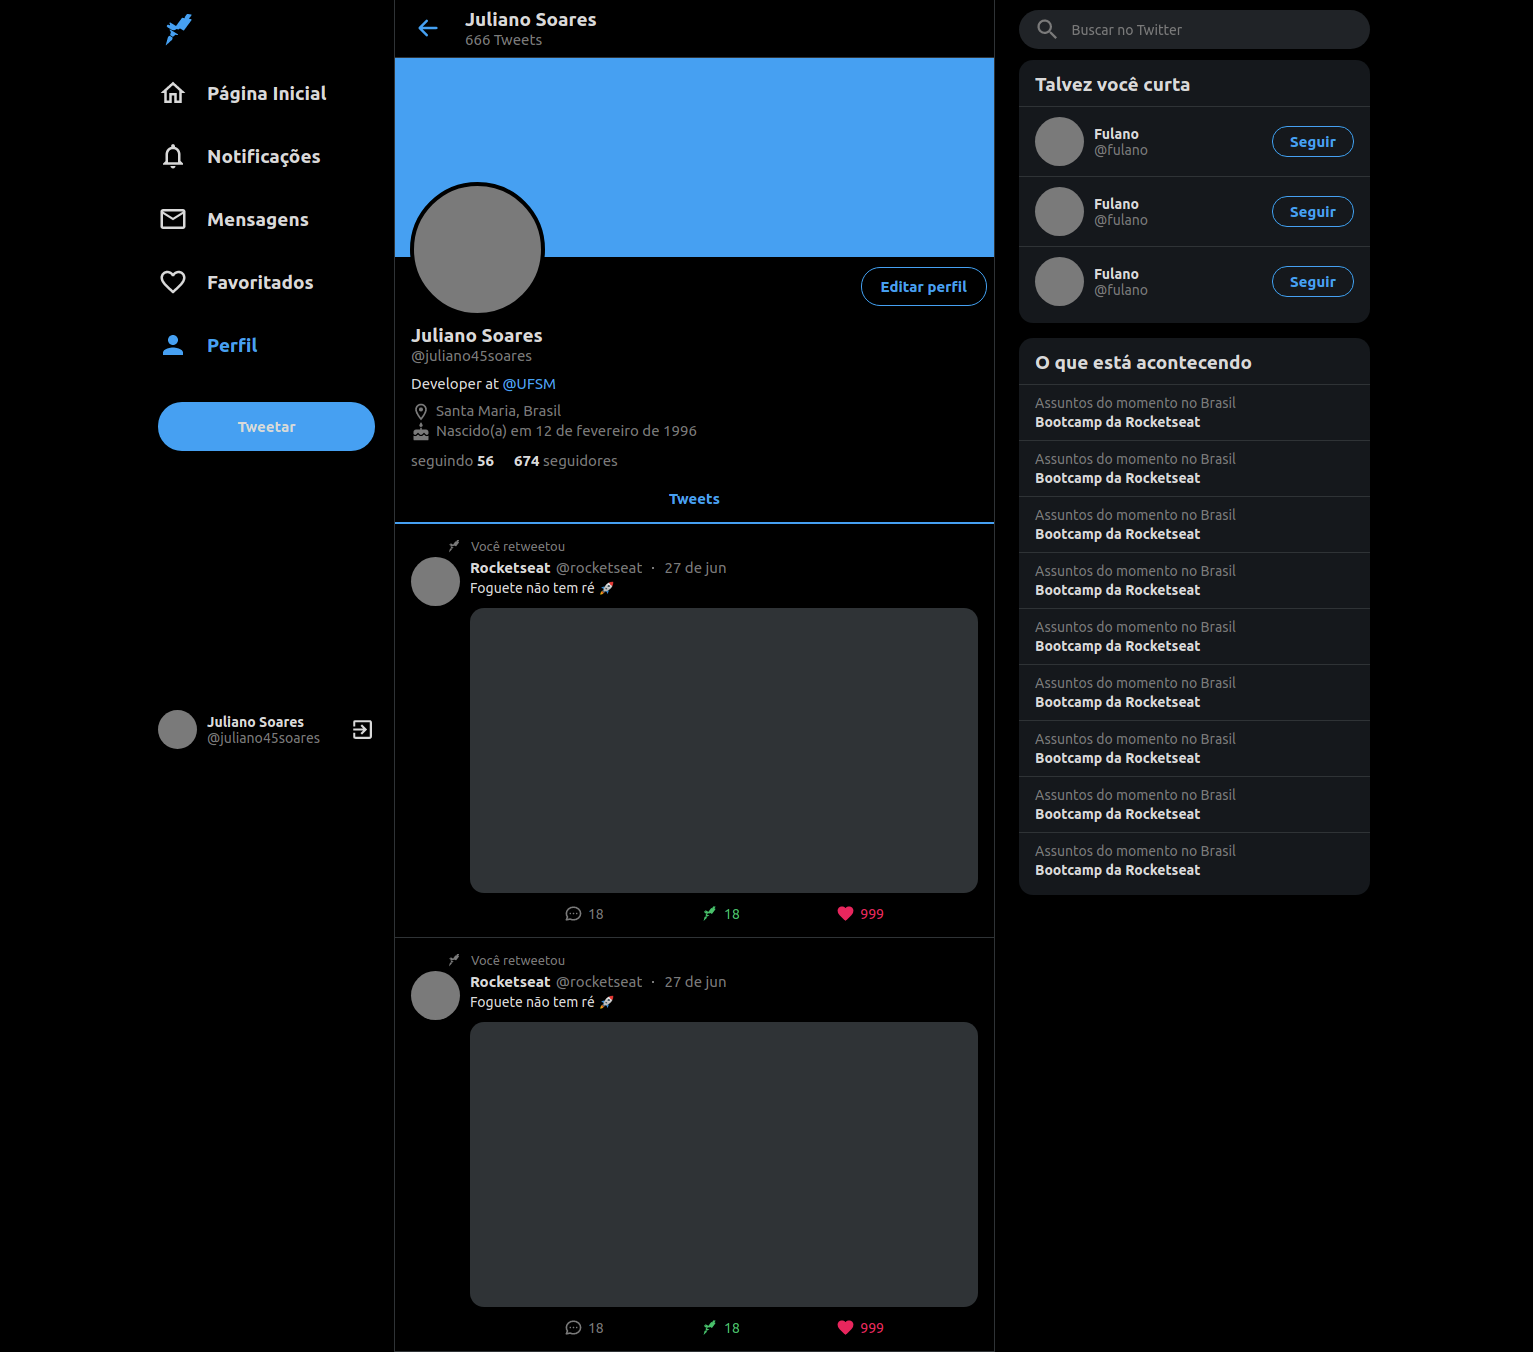 Página Inicial
Notificações
Mensagens
Favoritados
Perfil
Tweetar
Juliano Soares
@juliano45soares
Juliano Soares
666 Tweets
Editar perfil
Juliano Soares
@juliano45soares
Developer at @UFSM
Santa Maria, Brasil
Nascido(a) em 12 de fevereiro de 1996
seguindo 56 674 seguidores
Tweets
Você retweetou
Rocketseat @rocketseat · 27 de jun
Foguete não tem ré 🚀
18 18 999
Você retweetou
Rocketseat @rocketseat · 27 de jun
Foguete não tem ré 🚀
18 18 999
Buscar no Twitter
Talvez você curta
Fulano
@fulano
Seguir
Fulano
@fulano
Seguir
Fulano
@fulano
Seguir
O que está acontecendo
Assuntos do momento no Brasil
Bootcamp da Rocketseat
Assuntos do momento no Brasil
Bootcamp da Rocketseat
Assuntos do momento no Brasil
Bootcamp da Rocketseat
Assuntos do momento no Brasil
Bootcamp da Rocketseat
Assuntos do momento no Brasil
Bootcamp da Rocketseat
Assuntos do momento no Brasil
Bootcamp da Rocketseat
Assuntos do momento no Brasil
Bootcamp da Rocketseat
Assuntos do momento no Brasil
Bootcamp da Rocketseat
Assuntos do momento no Brasil
Bootcamp da Rocketseat